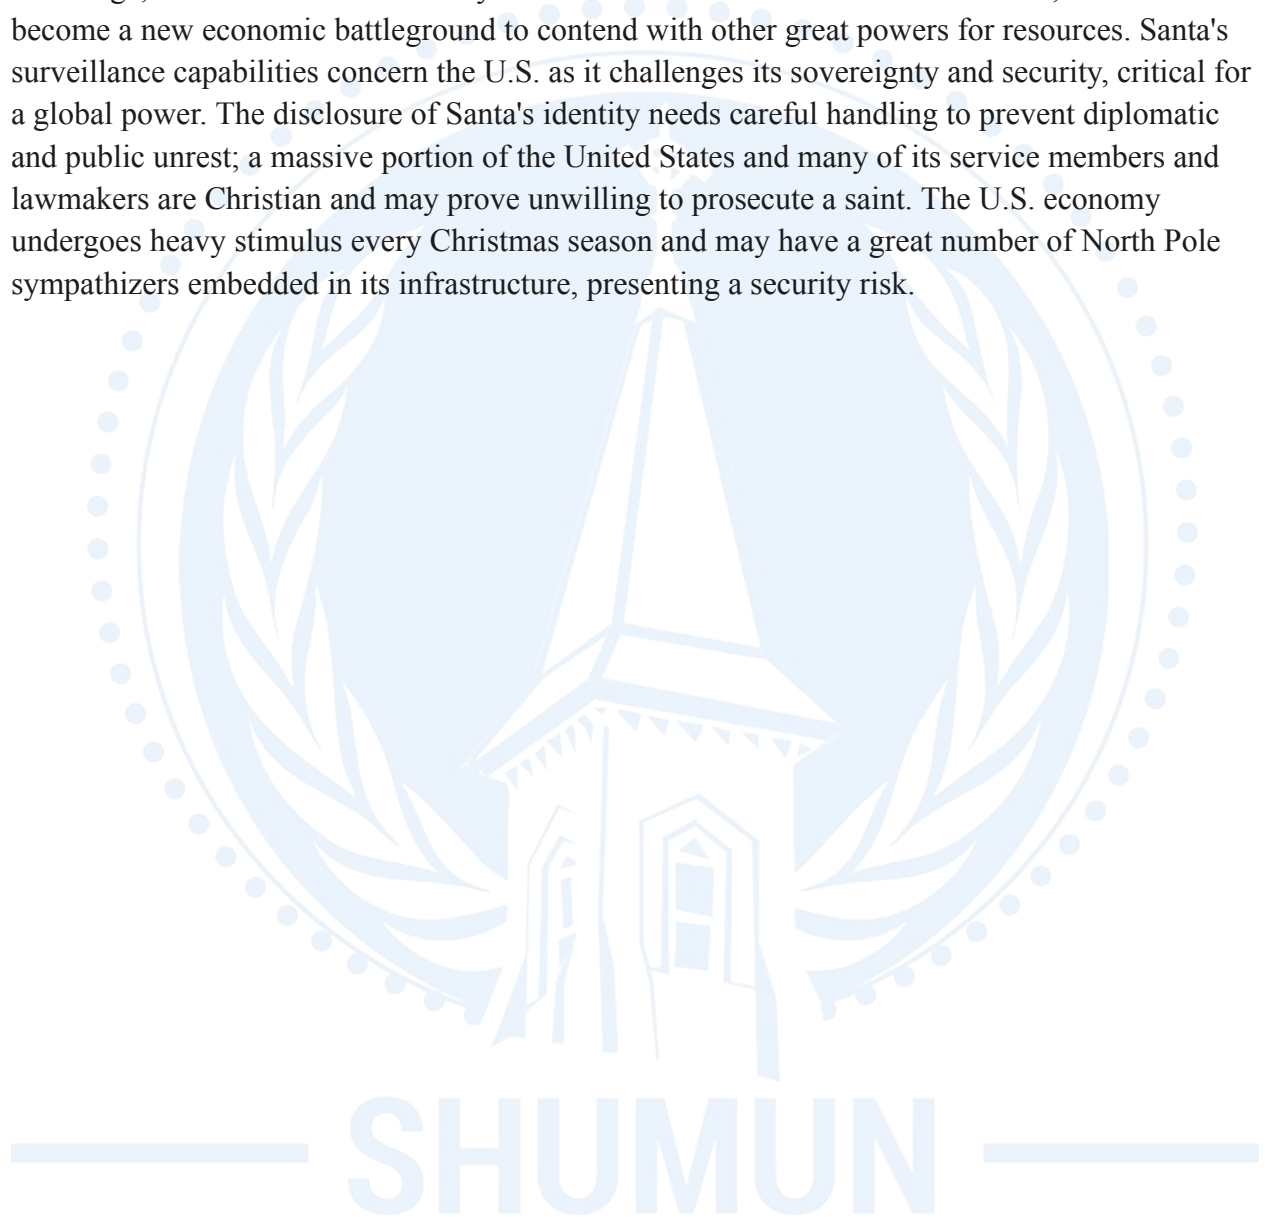 become a new economic battleground to contend with other great powers for resources. Santa's
surveillance capabilities concern the U.S. as it challenges its sovereignty and security, critical for
a global power. The disclosure of Santa's identity needs careful handling to prevent diplomatic
and public unrest; a massive portion of the United States and many of its service members and
lawmakers are Christian and may prove unwilling to prosecute a saint. The U.S. economy
undergoes heavy stimulus every Christmas season and may have a great number of North Pole
sympathizers embedded in its infrastructure, presenting a security risk.
SHUMUN